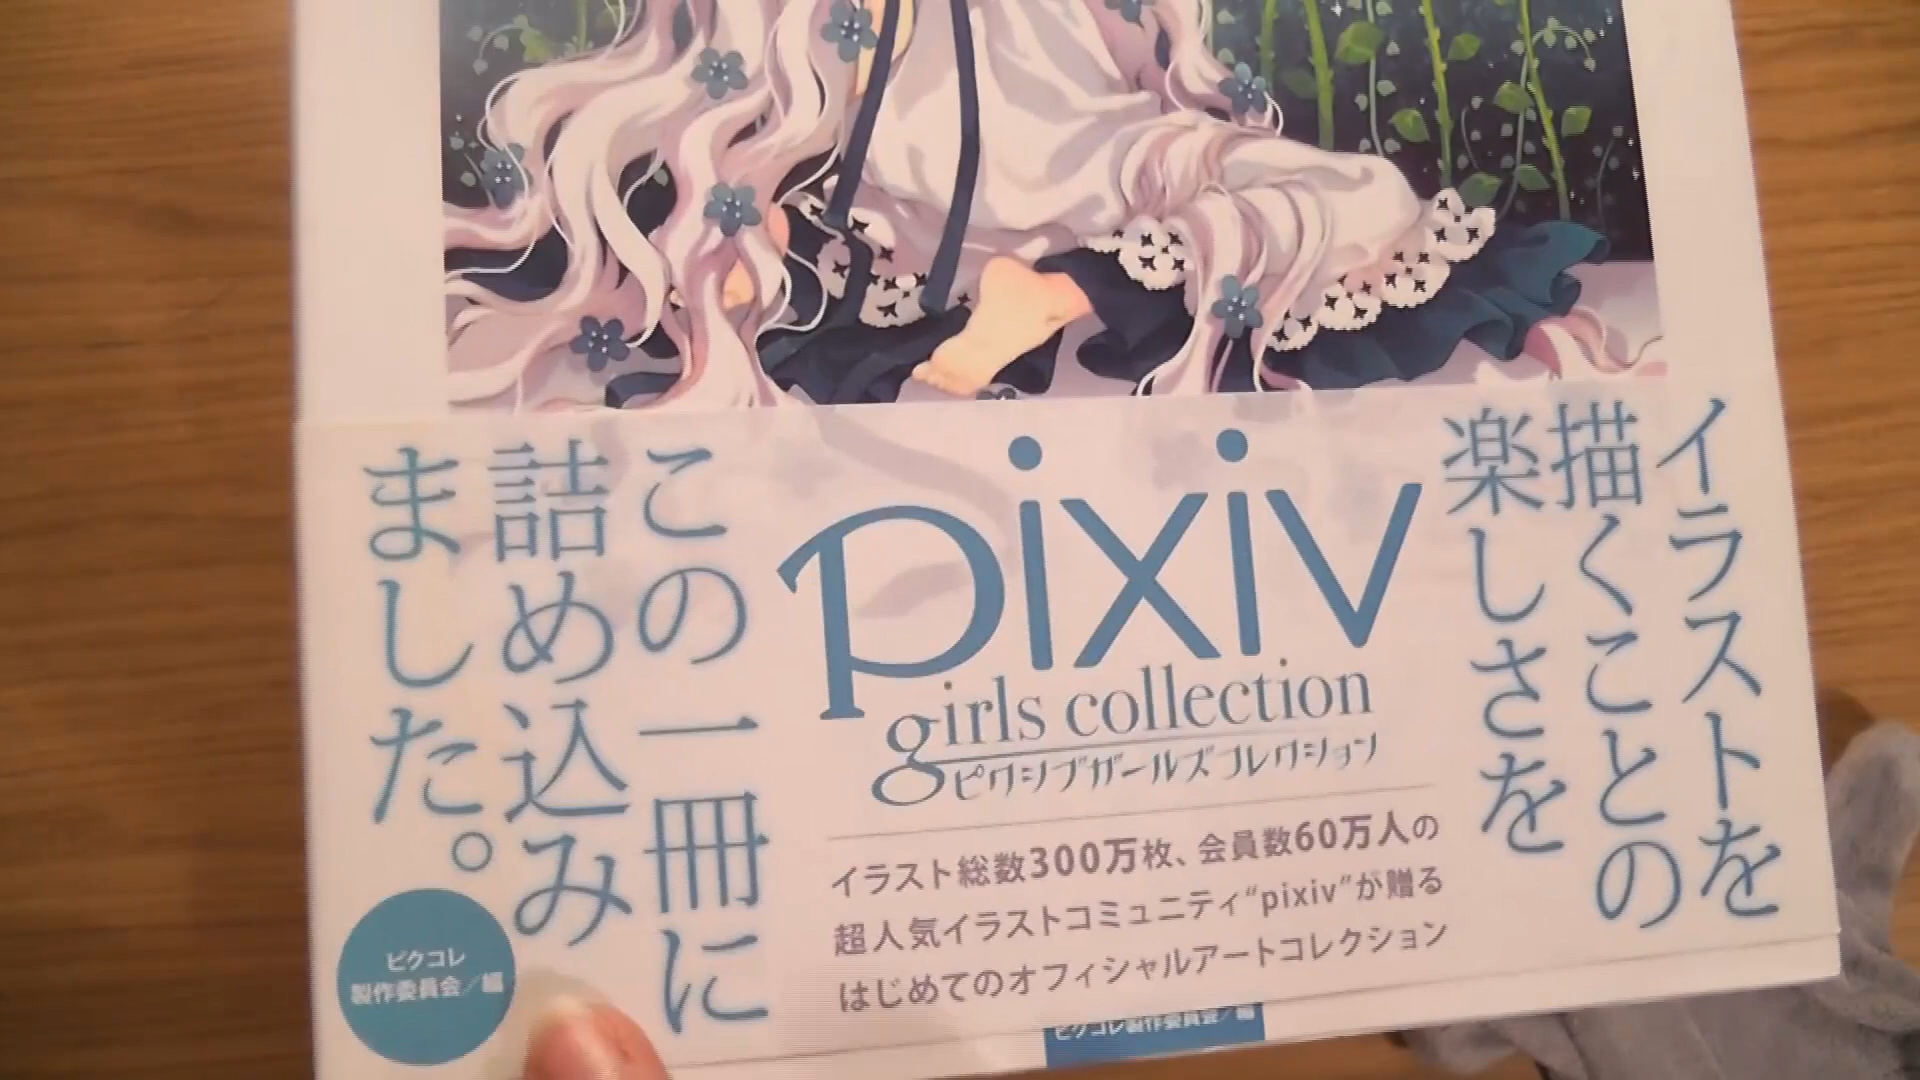 イラストを
描くことの
楽しさを
pixiv
girls collection
ピクシブガールズコレクション
イラスト総数300万枚、会員数60万人の
超人気イラストコミュニティ“pixiv”が贈る
はじめてのオフィシャルアートコレクション
この一冊に
詰め込み
ました。
ピクコレ
製作委員会／編
ピクコレ製作委員会／編